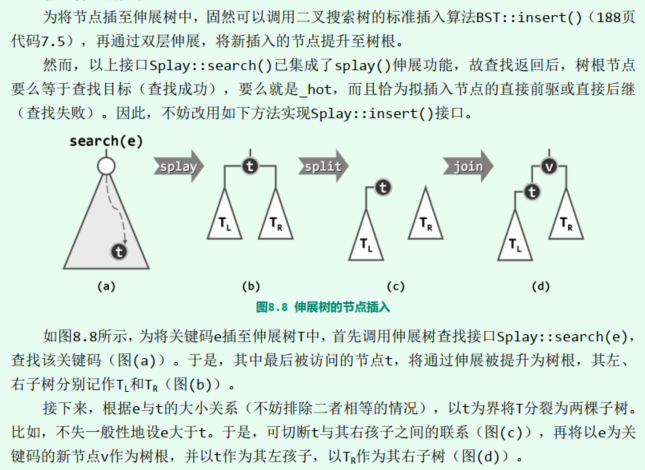 为将节点插至伸展树中，固然可以调用二叉搜索树的标准插入算法BST::insert()（188页
代码7.5），再通过双层伸展，将新插入的节点提升至树根。
然而，以上接口Splay::search()已集成了splay()伸展功能，故查找返回后，树根节点
要么等于查找目标（查找成功），要么就是_hot，而且恰为拟插入节点的直接前驱或直接后继
（查找失败）。因此，不妨改用如下方法实现Splay::insert()接口。
search(e)
splay
split
join
t
t
t
v
t
TL
TR
TL
TR
TL
TR
(a)
(b)
(c)
(d)
图8.8 伸展树的节点插入
如图8.8所示，为将关键码e插至伸展树T中，首先调用伸展树查找接口Splay::search(e)，
查找该关键码（图(a)）。于是，其中最后被访问的节点t，将通过伸展被提升为树根，其左、
右子树分别记作TL和TR（图(b)）。
接下来，根据e与t的大小关系（不妨排除二者相等的情况），以t为界将T分裂为两棵子树。
比如，不失一般性地设e大于t。于是，可切断t与其右孩子之间的联系（图(c)），再将以e为关
键码的新节点v作为树根，并以t作为其左孩子，以TR作为其右子树（图(d)）。